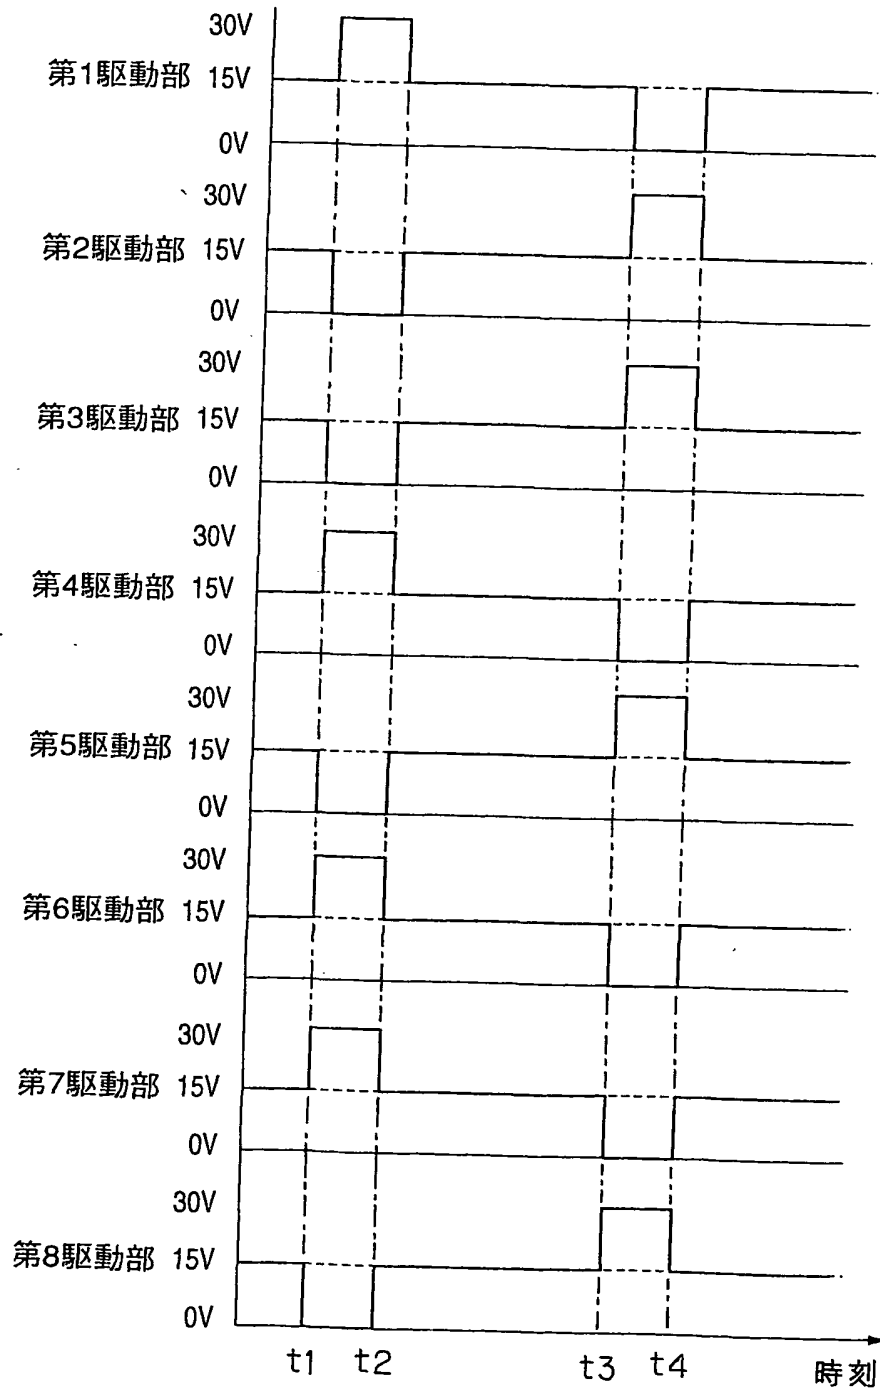 30V
第1駆動部 15V
0V
30V
第2駆動部 15V
0V
30V
第3駆動部 15V
0V
30V
第4駆動部 15V
0V
30V
第5駆動部 15V
0V
30V
第6駆動部 15V
0V
30V
第7駆動部 15V
0V
30V
第8駆動部 15V
0V
t1 t2 t3 t4 時刻